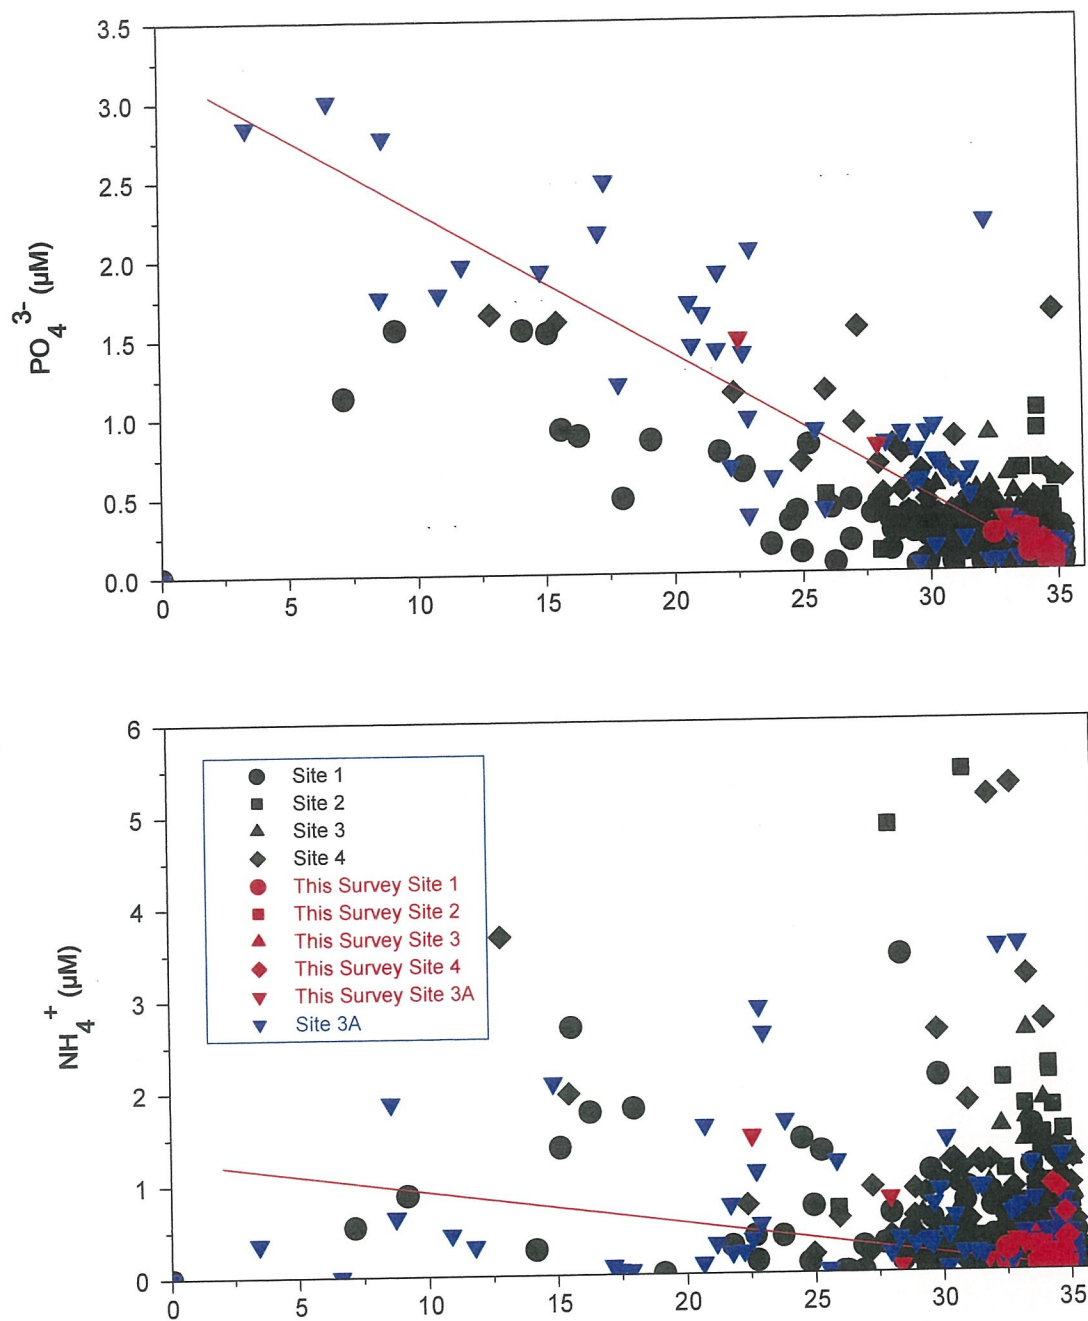 3.5
3.0
2.5
2.0
1.5
1.0
0.5
0.0
PO4 3- (µM)
0 5 10 15 20 25 30 35
6
5
4
3
2
1
0
NH4 + (µM)
Site 1
Site 2
Site 3
Site 4
This Survey Site 1
This Survey Site 2
This Survey Site 3
This Survey Site 4
This Survey Site 3A
Site 3A
0 5 10 15 20 25 30 35